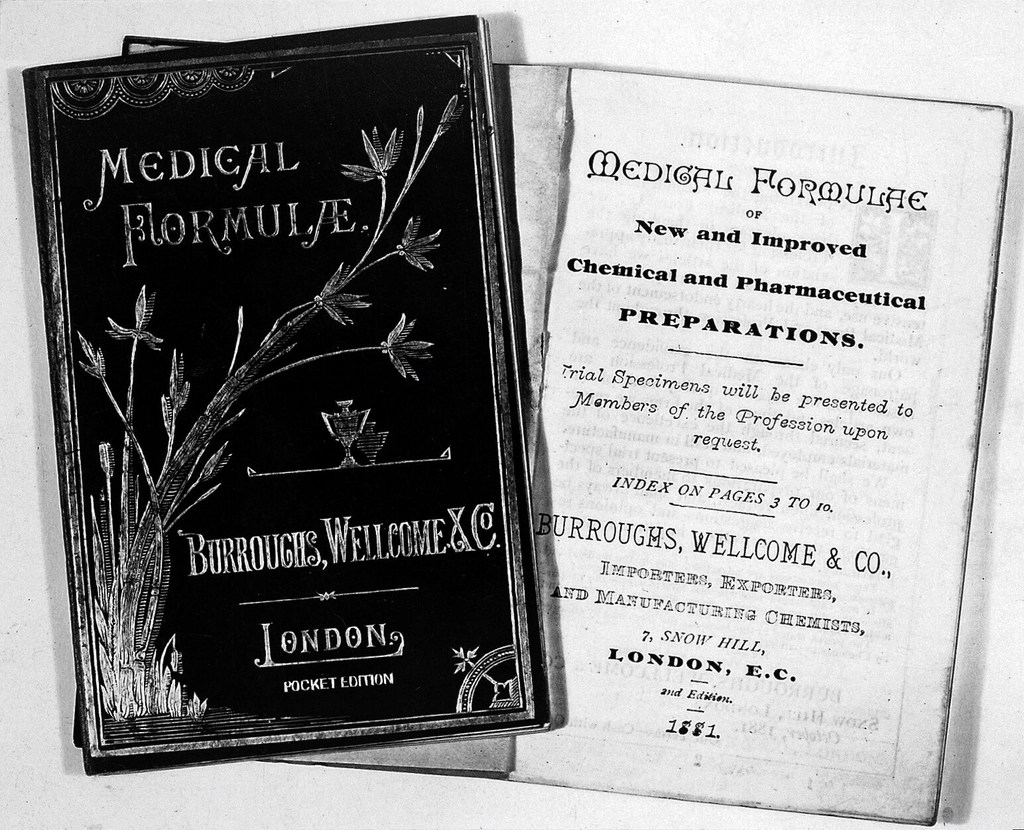 MEDICAL
FORMULÆ.
BURROUGHS, WELLCOME & Co.
LONDON.
POCKET EDITION
MEDICAL FORMULAE
OF
New and Improved
Chemical and Pharmaceutical
PREPARATIONS.
Trial Specimens will be presented to
Members of the Profession upon
request.
INDEX ON PAGES 3 TO 10.
BURROUGHS, WELLCOME & CO.,
IMPORTERS, EXPORTERS,
AND MANUFACTURING CHEMISTS,
7, SNOW HILL,
LONDON, E.C.
2nd Edition.
1881.